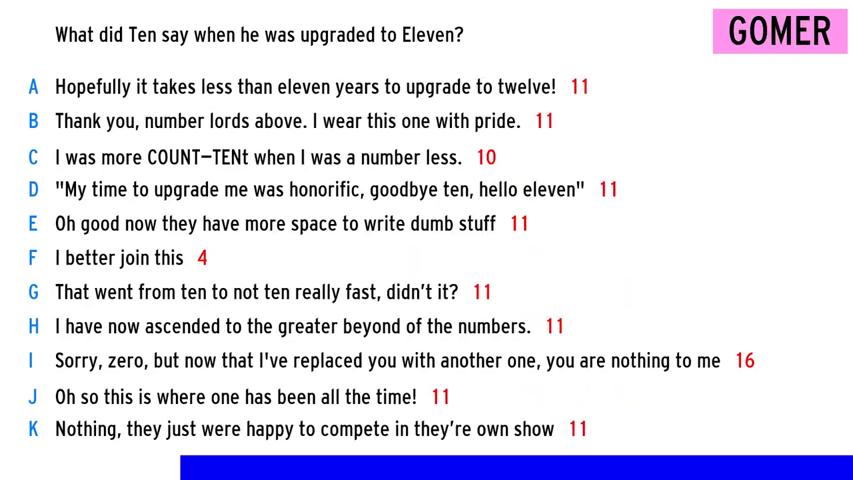 What did Ten say when he was upgraded to Eleven?
GOMER
A Hopefully it takes less than eleven years to upgrade to twelve! 11
B Thank you, number lords above. I wear this one with pride. 11
C I was more COUNT-TENt when I was a number less. 10
D "My time to upgrade me was honorific, goodbye ten, hello eleven" 11
E Oh good now they have more space to write dumb stuff 11
F I better join this 4
G That went from ten to not ten really fast, didn't it? 11
H I have now ascended to the greater beyond of the numbers. 11
I Sorry, zero, but now that I've replaced you with another one, you are nothing to me 16
J Oh so this is where one has been all the time! 11
K Nothing, they just were happy to compete in they're own show 11